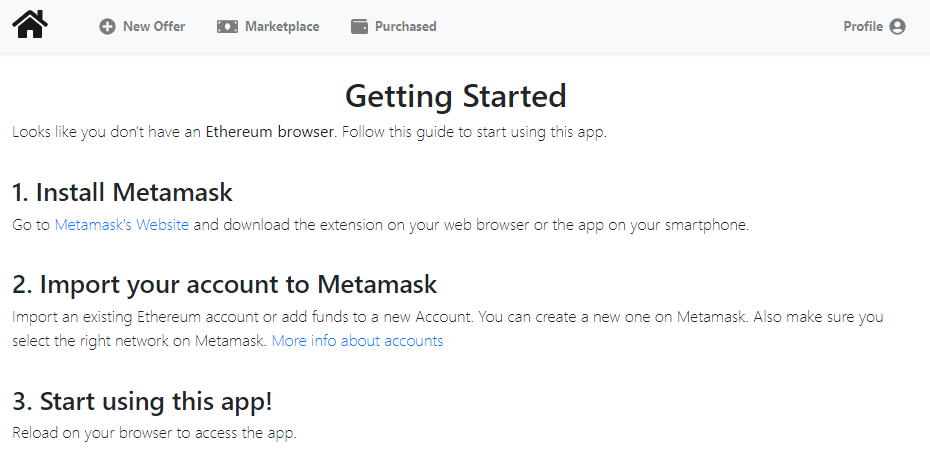 New Offer Marketplace Purchased Profile
Getting Started
Looks like you don't have an Ethereum browser. Follow this guide to start using this app.
1. Install Metamask
Go to Metamask's Website and download the extension on your web browser or the app on your smartphone.
2. Import your account to Metamask
Import an existing Ethereum account or add funds to a new Account. You can create a new one on Metamask. Also make sure you
select the right network on Metamask. More info about accounts
3. Start using this app!
Reload on your browser to access the app.